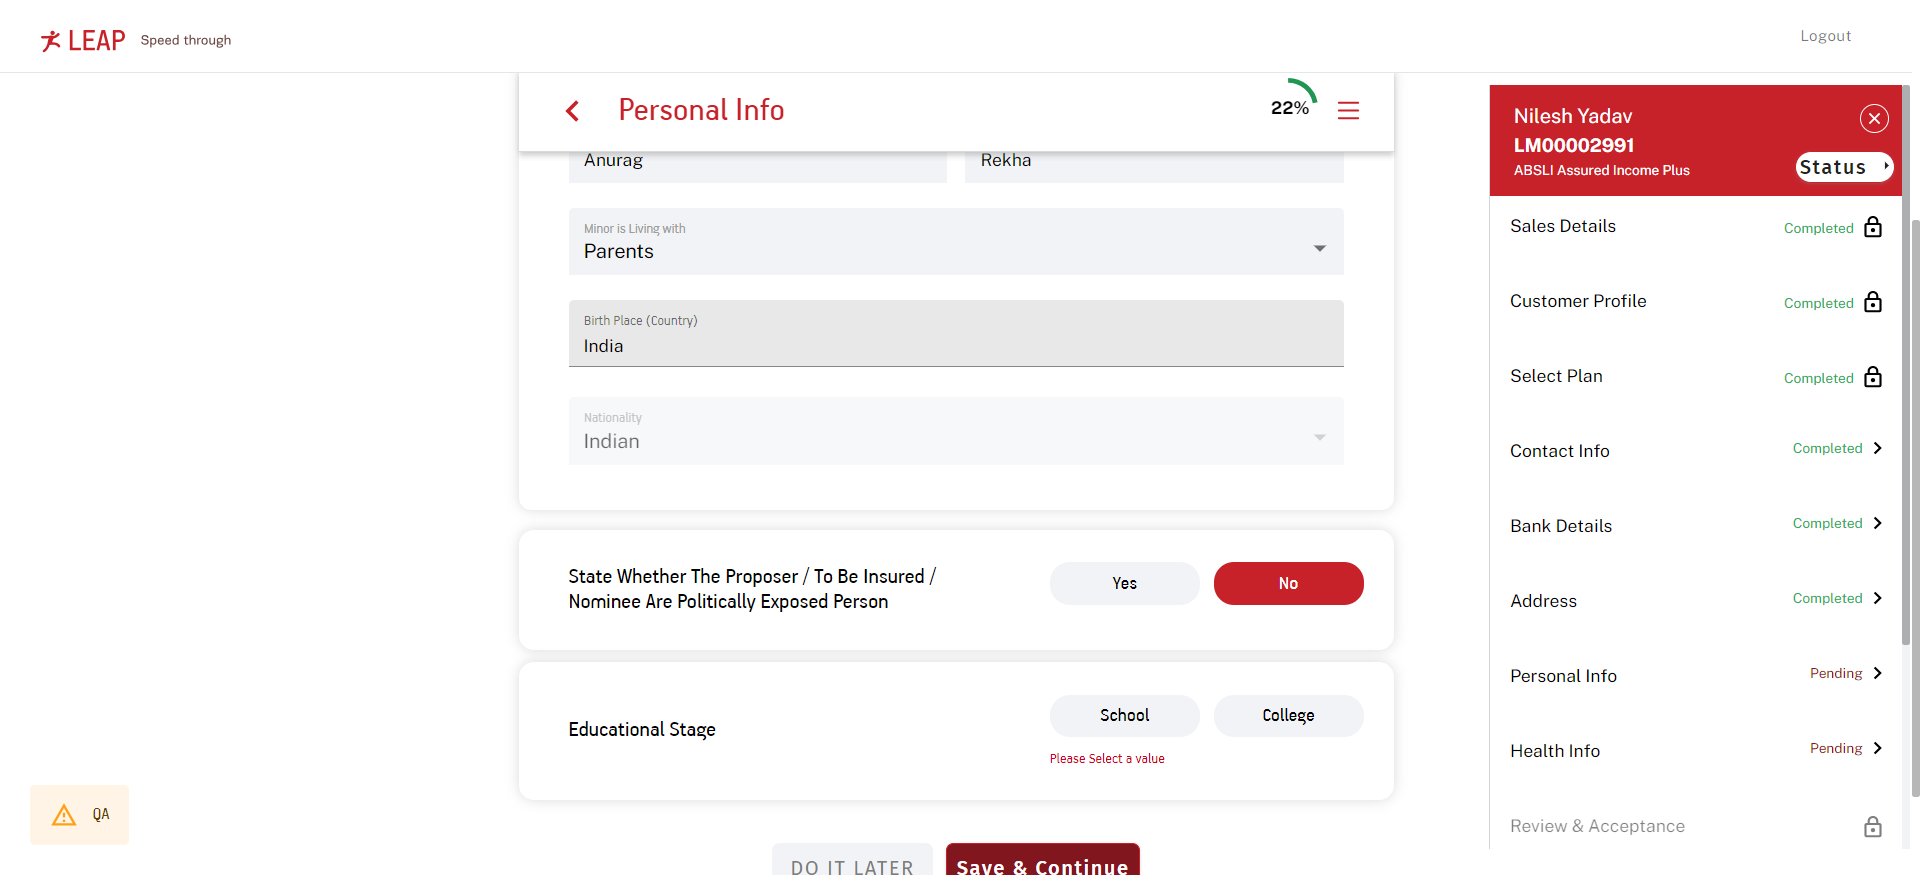 LEAP Speed through
Logout
Personal Info
22%
Anurag
Rekha
Minor is Living with
Parents
Birth Place (Country)
India
Nationality
Indian
State Whether The Proposer / To Be Insured /
Nominee Are Politically Exposed Person
Yes
No
Educational Stage
School
College
Please Select a value
DO IT LATER
Save & Continue
QA
Nilesh Yadav
LM00002991
ABSLI Assured Income Plus
Status
Sales Details
Completed
Customer Profile
Completed
Select Plan
Completed
Contact Info
Completed
Bank Details
Completed
Address
Completed
Personal Info
Pending
Health Info
Pending
Review & Acceptance